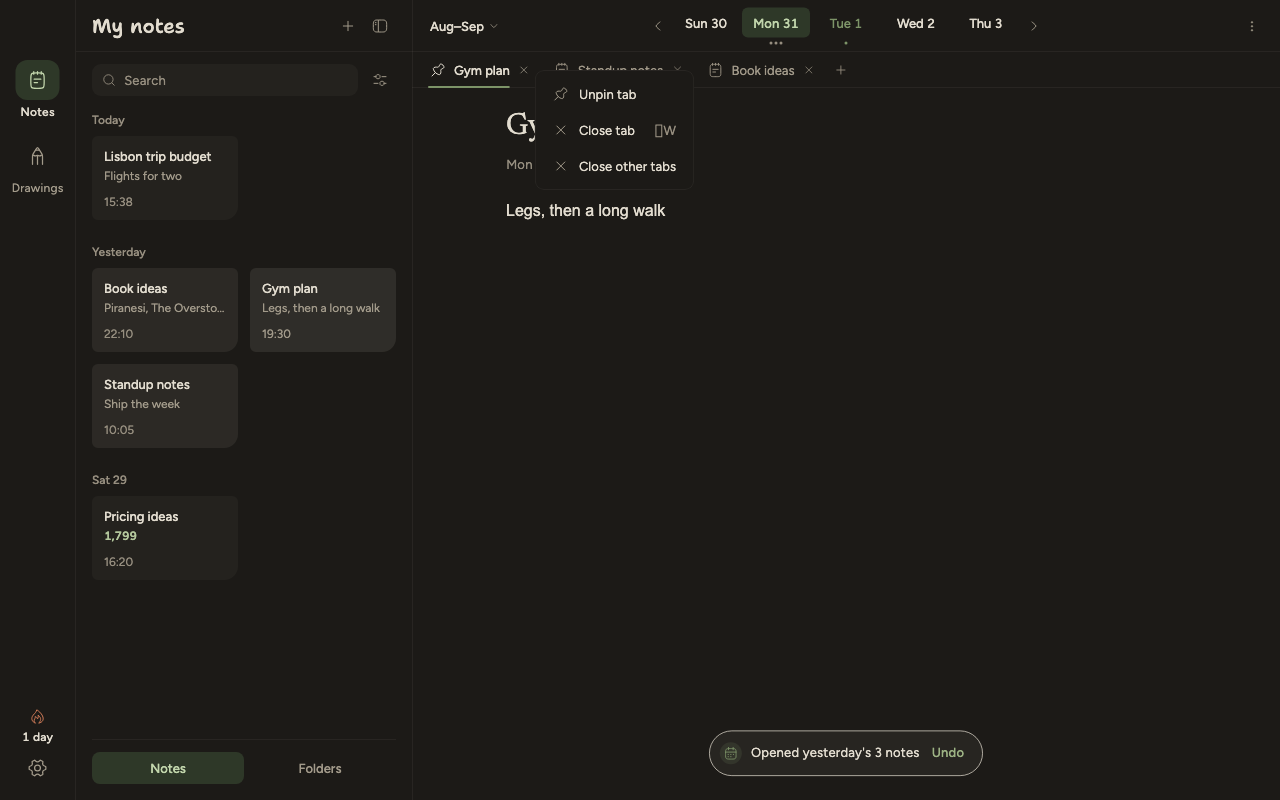 My notes
Aug–Sep
Sun 30
Mon 31
Tue 1
Wed 2
Thu 3
Notes
Drawings
Search
Gym plan
Standup notes
Book ideas
Unpin tab
Close tab W
Close other tabs
Gy
Mon
Legs, then a long walk
Today
Lisbon trip budget
Flights for two
15:38
Yesterday
Book ideas
Piranesi, The Oversto...
22:10
Gym plan
Legs, then a long walk
19:30
Standup notes
Ship the week
10:05
Sat 29
Pricing ideas
1,799
16:20
1 day
Notes
Folders
Opened yesterday's 3 notes
Undo